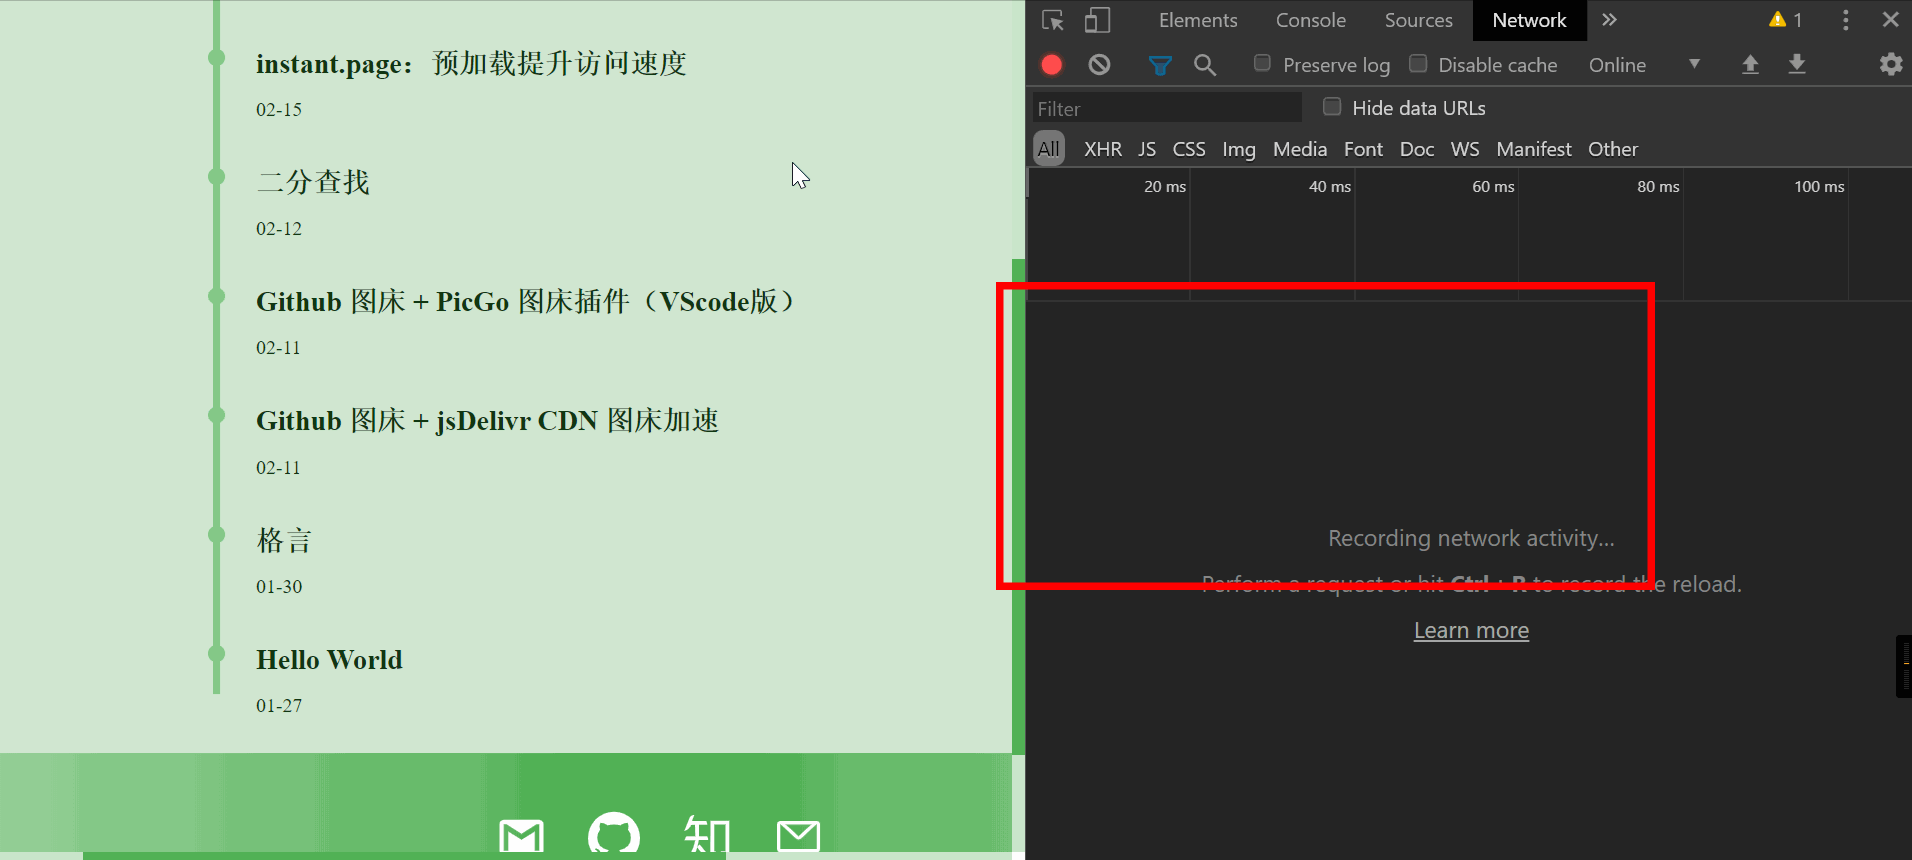 instant.page：预加载提升访问速度
02-15
二分查找
02-12
Github 图床 + PicGo 图床插件（VScode版）
02-11
Github 图床 + jsDelivr CDN 图床加速
02-11
格言
01-30
Hello World
01-27
知
Elements Console Sources Network » 1
Preserve log Disable cache Online
Filter Hide data URLs
All XHR JS CSS Img Media Font Doc WS Manifest Other
20 ms 40 ms 60 ms 80 ms 100 ms
Recording network activity...
Perform a request or hit Ctrl + R to record the reload.
Learn more